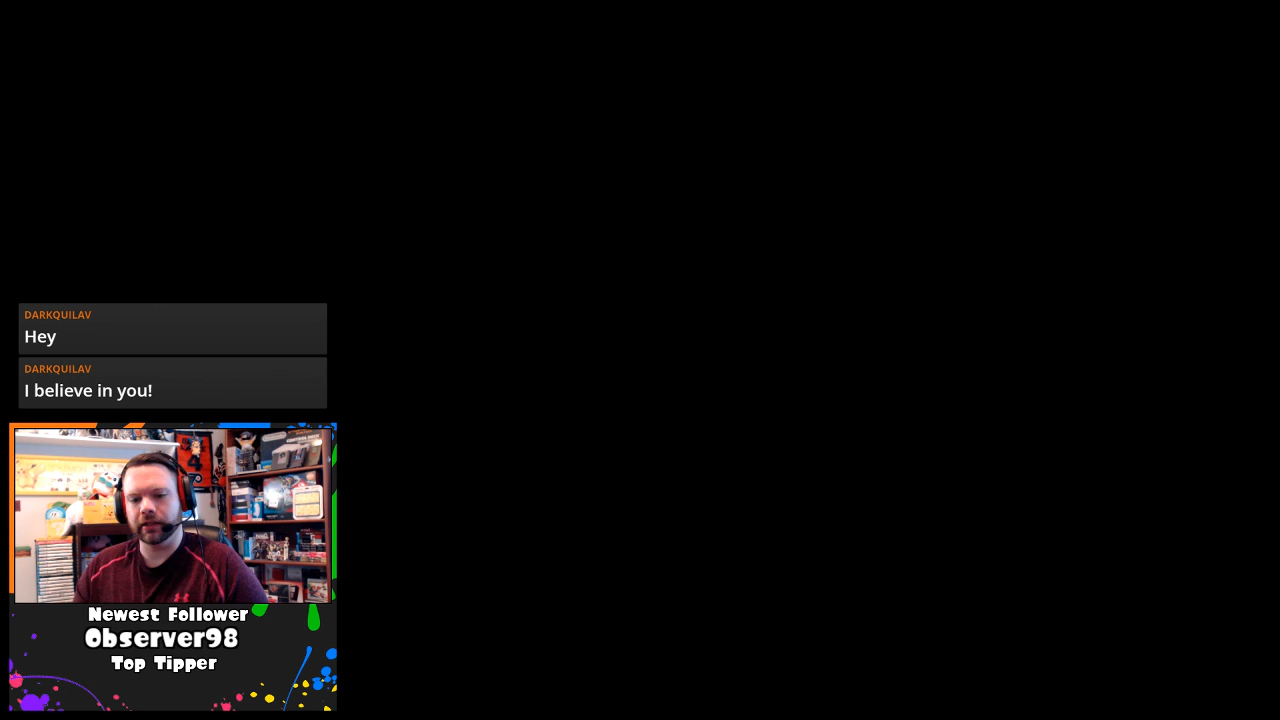 DARKQUILAV
Hey
DARKQUILAV
I believe in you!
Newest Follower
Observer98
Top Tipper